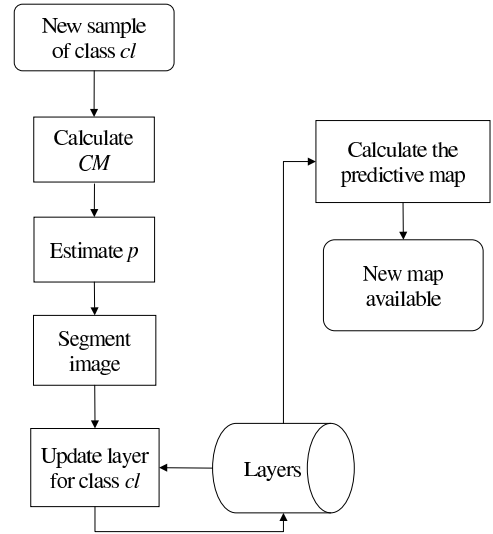 New sample
of class cl
Calculate
CM
Estimate p
Segment
image
Update layer
for class cl
Layers
Calculate the
predictive map
New map
available